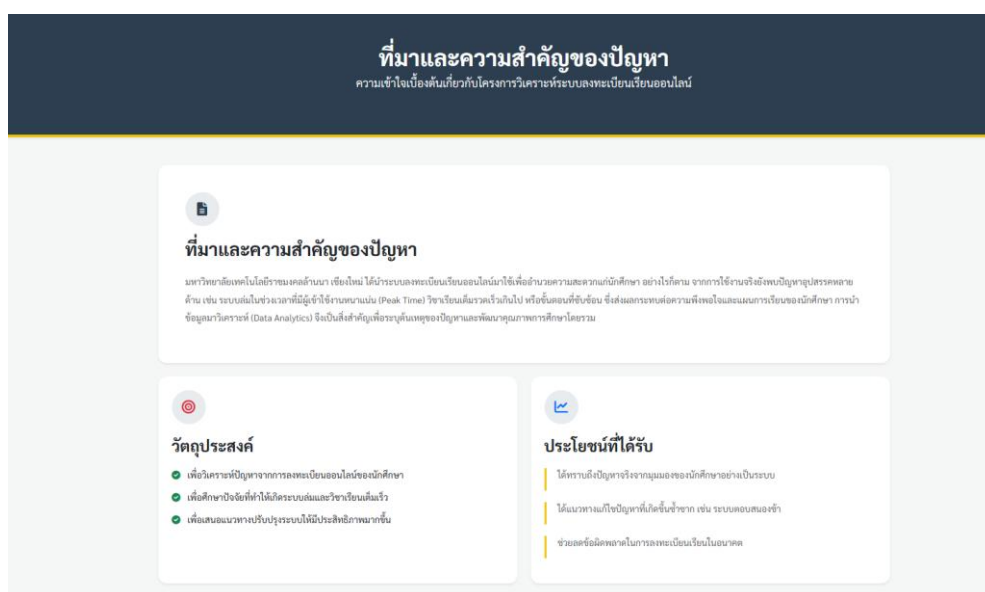 ที่มาและความสำคัญของปัญหา
ความเข้าใจเบื้องต้นเกี่ยวกับโครงการวิเคราะห์ระบบลงทะเบียนเรียนออนไลน์
ที่มาและความสำคัญของปัญหา
มหาวิทยาลัยเทคโนโลยีราชมงคลล้านนา เชียงใหม่ ได้นำระบบลงทะเบียนเรียนออนไลน์มาใช้เพื่ออำนวยความสะดวกแก่นักศึกษา อย่างไรก็ตาม จากการใช้งานจริงยังพบปัญหาอุปสรรคหลาย
ด้าน เช่น ระบบล่มในช่วงเวลาที่มีผู้เข้าใช้งานหนาแน่น (Peak Time) วิชาเรียนเต็มรวดเร็วเกินไป หรือขั้นตอนที่ซับซ้อน ซึ่งส่งผลกระทบต่อความพึงพอใจและแผนการเรียนของนักศึกษา การนำ
ข้อมูลมาวิเคราะห์ (Data Analytics) จึงเป็นสิ่งสำคัญเพื่อระบุต้นเหตุของปัญหาและพัฒนาคุณภาพการศึกษาโดยรวม
วัตถุประสงค์
เพื่อวิเคราะห์ปัญหาจากการลงทะเบียนออนไลน์ของนักศึกษา
เพื่อศึกษาปัจจัยที่ทำให้เกิดระบบล่มและวิชาเรียนเต็มเร็ว
เพื่อเสนอแนวทางปรับปรุงระบบให้มีประสิทธิภาพมากขึ้น
ประโยชน์ที่ได้รับ
ได้ทราบถึงปัญหาจริงจากมุมมองของนักศึกษาอย่างเป็นระบบ
ได้แนวทางแก้ไขปัญหาที่เกิดขึ้นซ้ำซาก เช่น ระบบตอบสนองช้า
ช่วยลดข้อผิดพลาดในการลงทะเบียนเรียนในอนาคต